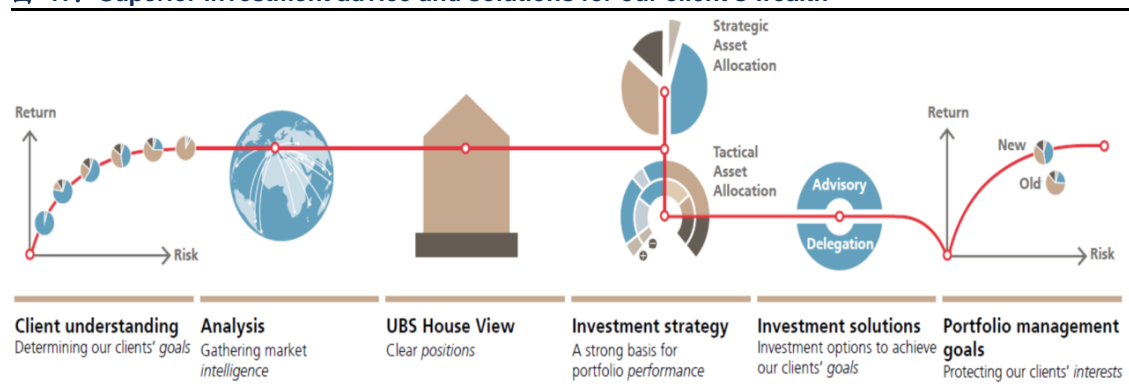 Superior investment advice and solutions for our client's wealth
Strategic
Asset
Allocation
Return
Risk
Tactical
Asset
Allocation
Advisory
Delegation
Return
New
Old
Risk
Client understanding
Determining our clients' goals
Analysis
Gathering market
intelligence
UBS House View
Clear positions
Investment strategy
A strong basis for
portfolio performance
Investment solutions
Investment options to achieve
our clients' goals
Portfolio management
goals
Protecting our clients' interests